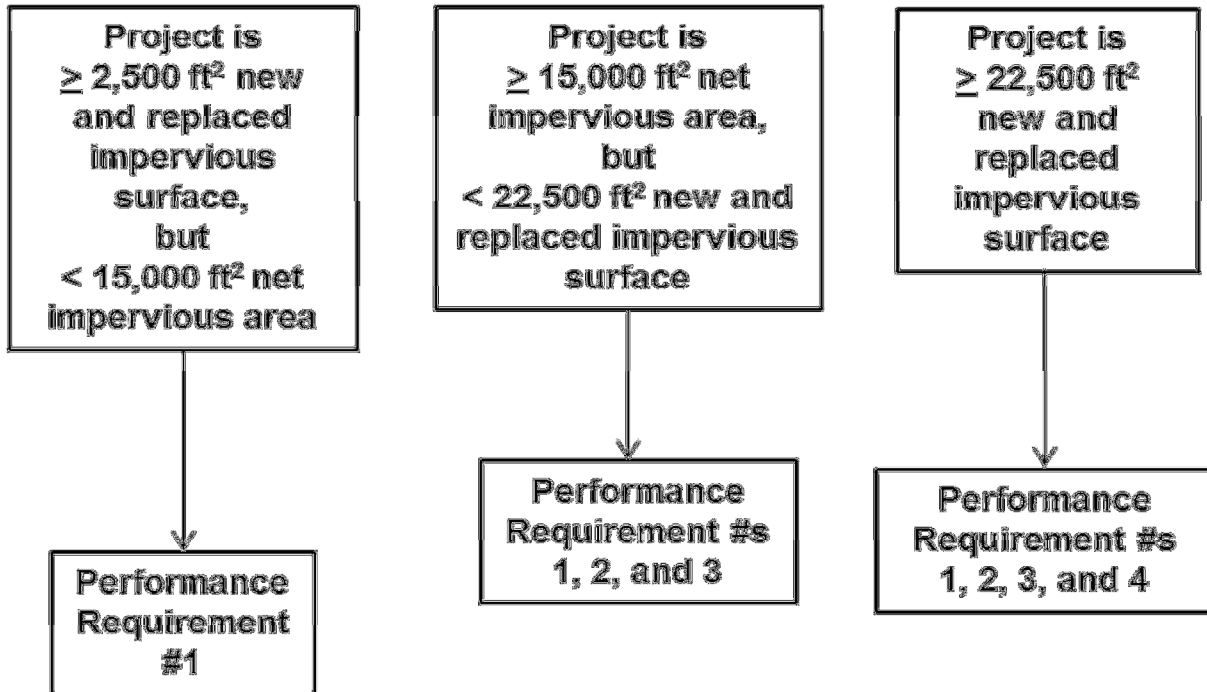 Project is
≥ 2,500 ft² new
and replaced
impervious
surface,
but
< 15,000 ft² net
impervious area
Project is
≥ 15,000 ft² net
impervious area,
but
< 22,500 ft² new and
replaced impervious
surface
Project is
≥ 22,500 ft²
new and
replaced
impervious
surface
Performance
Requirement
#1
Performance
Requirement #s
1, 2, and 3
Performance
Requirement #s
1, 2, 3, and 4